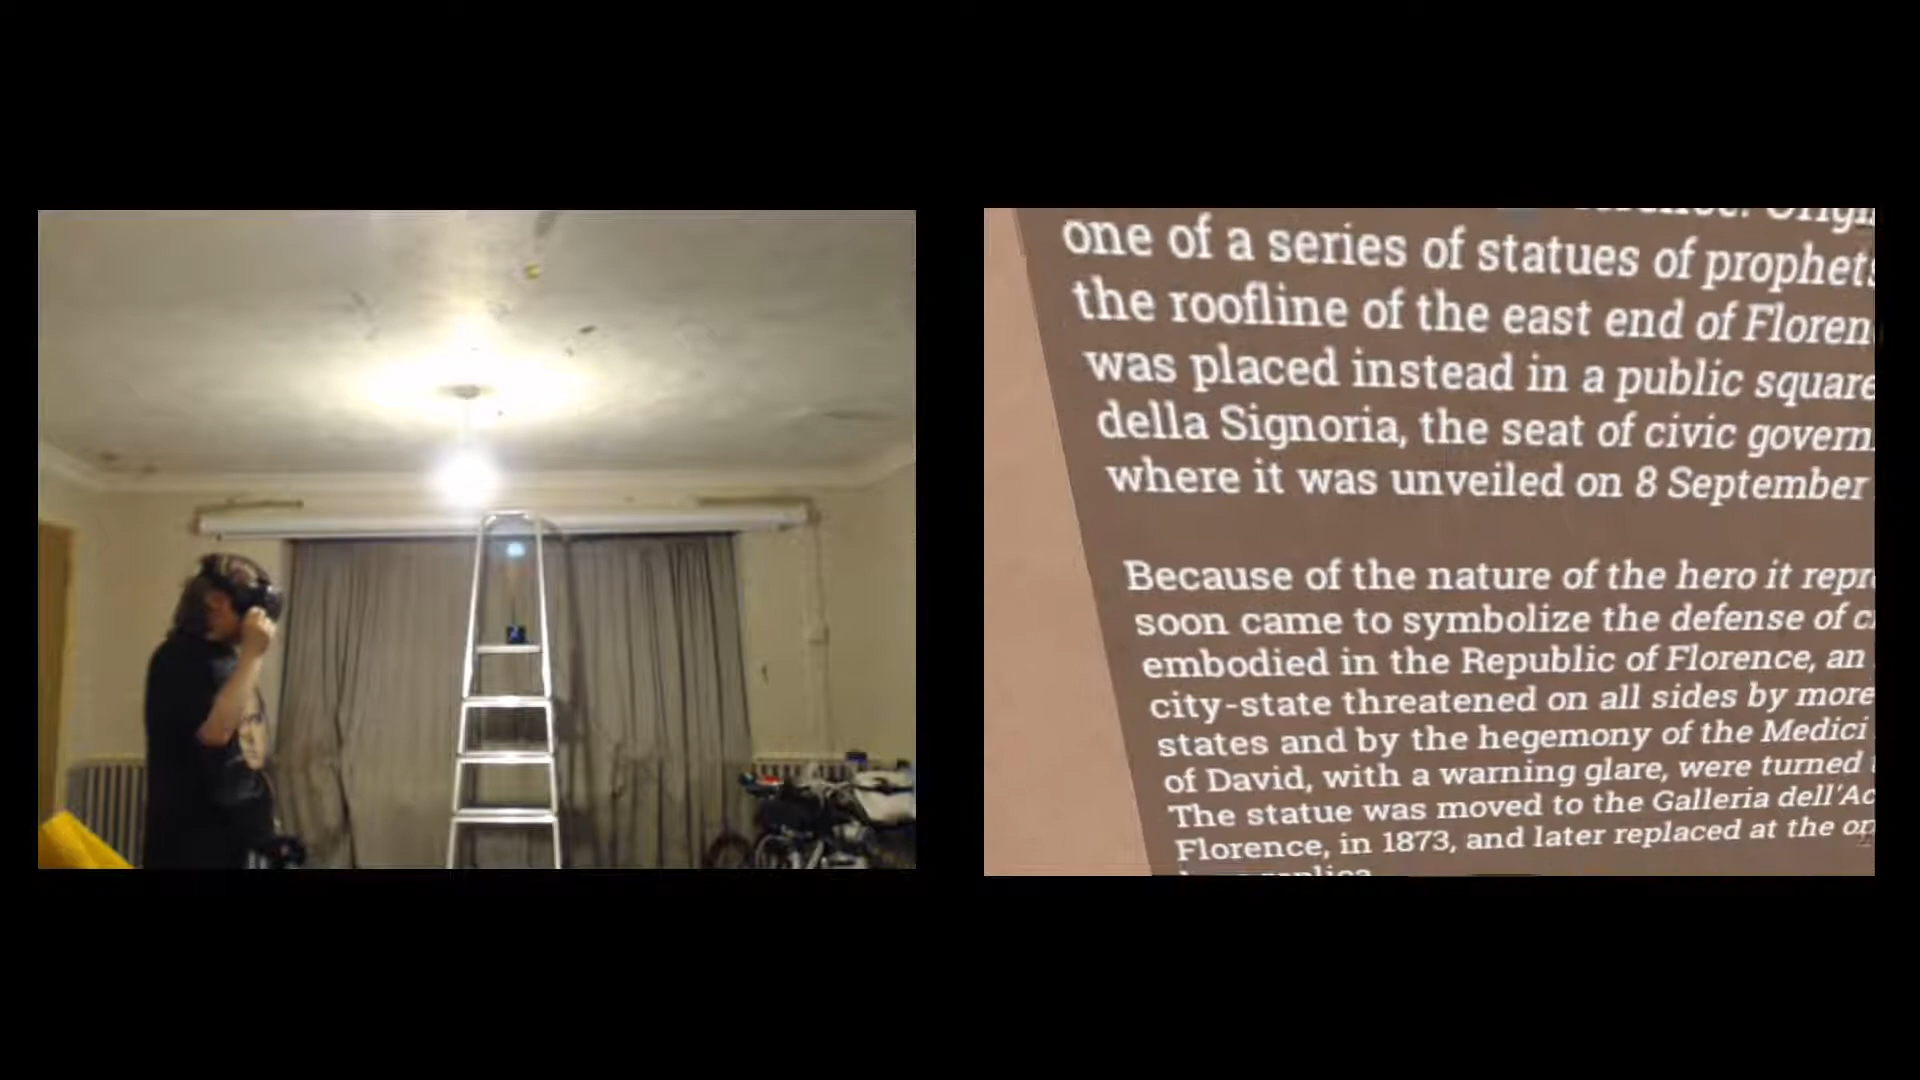 one of a series of statues of prophets
the roofline of the east end of Floren
was placed instead in a public square
della Signoria, the seat of civic govern
where it was unveiled on 8 September
Because of the nature of the hero it repr
soon came to symbolize the defense of
embodied in the Republic of Florence, an
city-state threatened on all sides by more
states and by the hegemony of the Medici
of David, with a warning glare, were turned
The statue was moved to the Galleria dell'Ac
Florence, in 1873, and later replaced at the